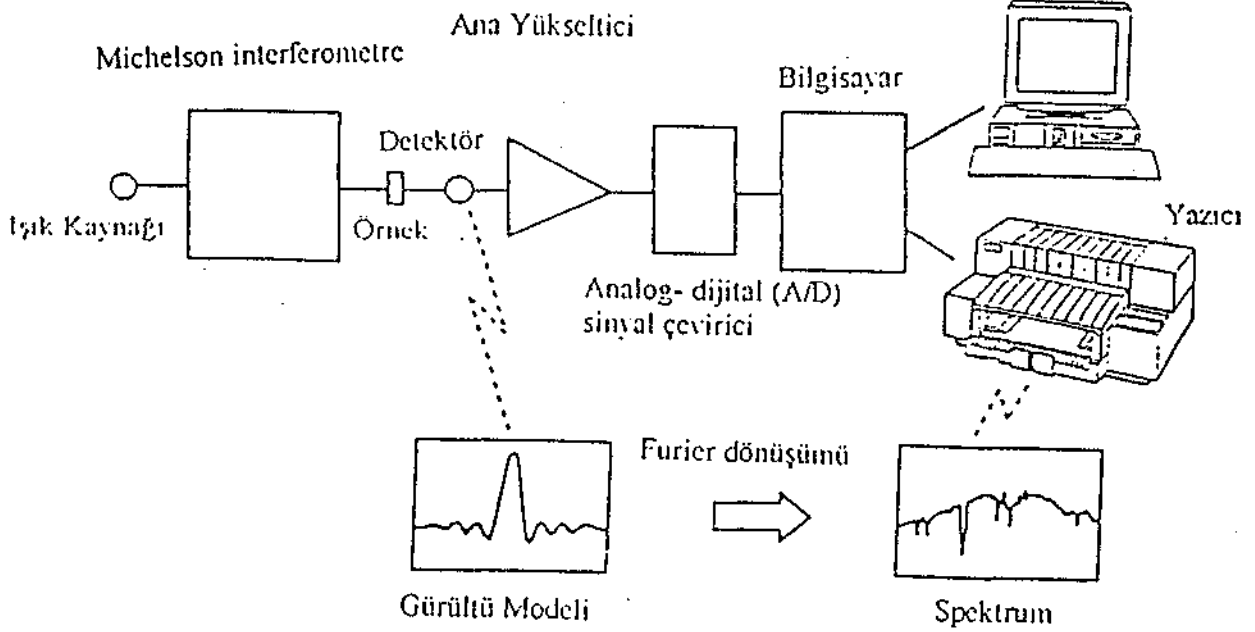 Ana Yükseltici
Michelson interferometre
Bilgisayar
Detektör
Işık Kaynağı
Örnek
Yazıcı
Analog- dijital (A/D)
sinyal çevirici
Furier dönüşümü
Gürültü Modeli
Spektrum